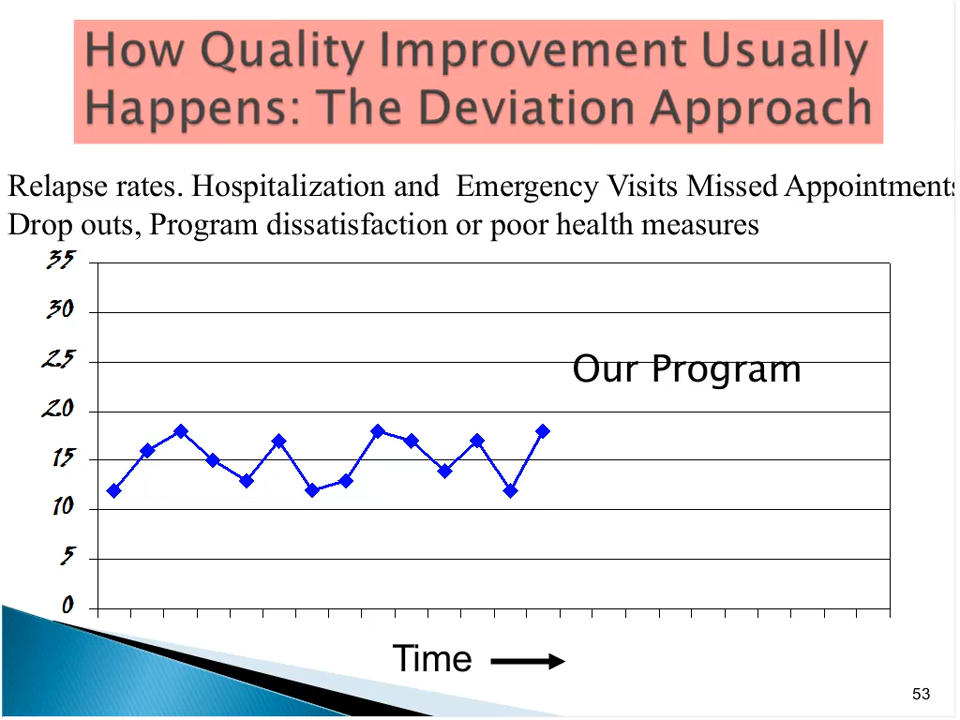 How Quality Improvement Usually
Happens: The Deviation Approach
Relapse rates. Hospitalization and Emergency Visits Missed Appointments
Drop outs, Program dissatisfaction or poor health measures
35
30
25
Our Program
20
15
10
5
0
Time
53